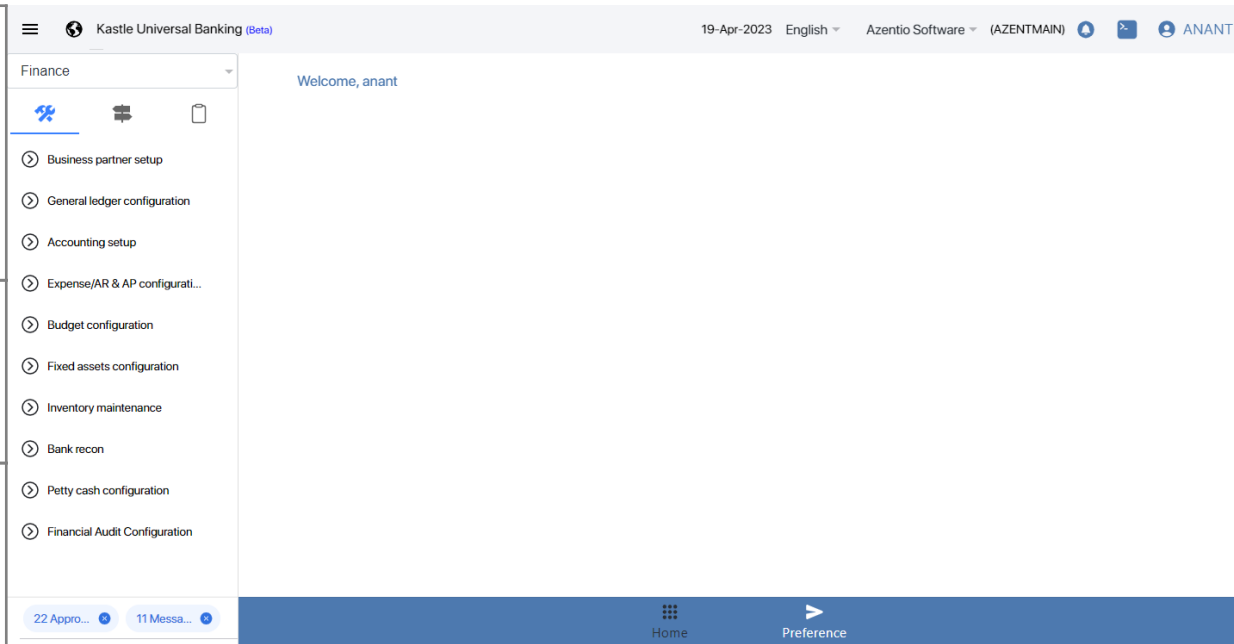 Kastle Universal Banking (Beta)
19-Apr-2023 English Azentio Software (AZENTMAIN) ANANT
Finance
Welcome, anant
Business partner setup
General ledger configuration
Accounting setup
Expense/AR & AP configurati...
Budget configuration
Fixed assets configuration
Inventory maintenance
Bank recon
Petty cash configuration
Financial Audit Configuration
22 Appro... 11 Messa...
Home Preference